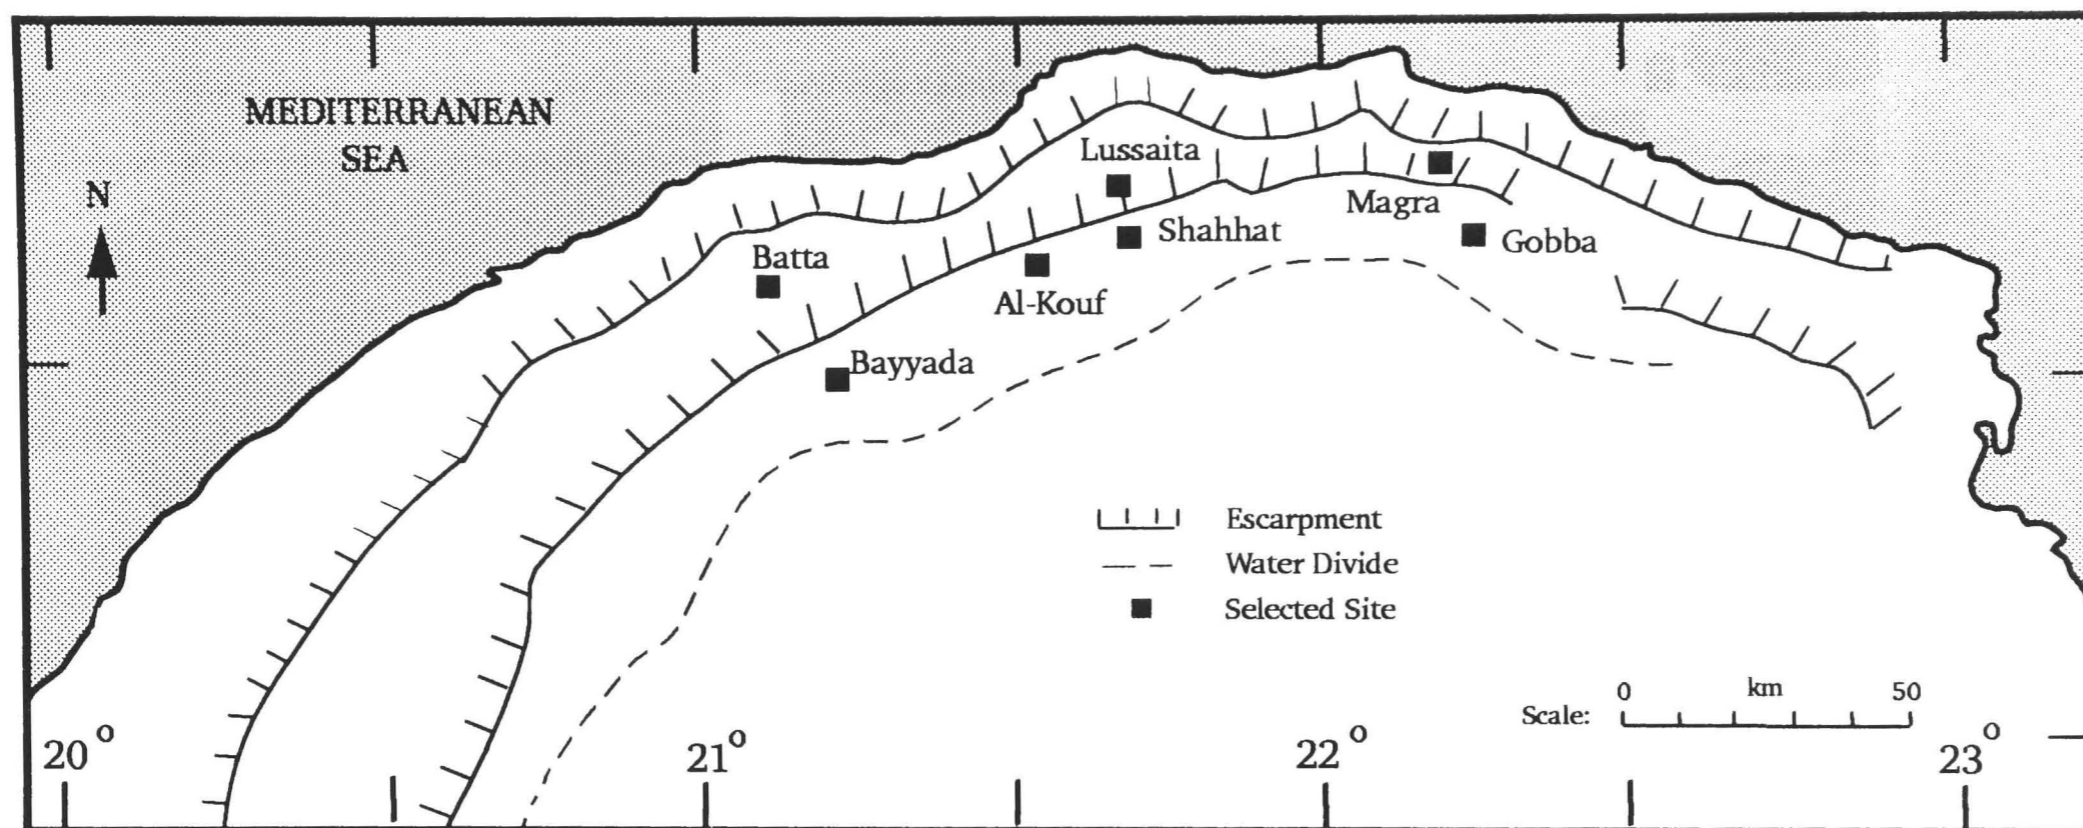 MEDITERRANEAN
SEA
N
Lussaita
Magra
Shahhat
Gobba
Batta
Al-Kouf
Bayyada
Escarpment
Water Divide
Selected Site
0 km 50
Scale:
20° 21° 22° 23°